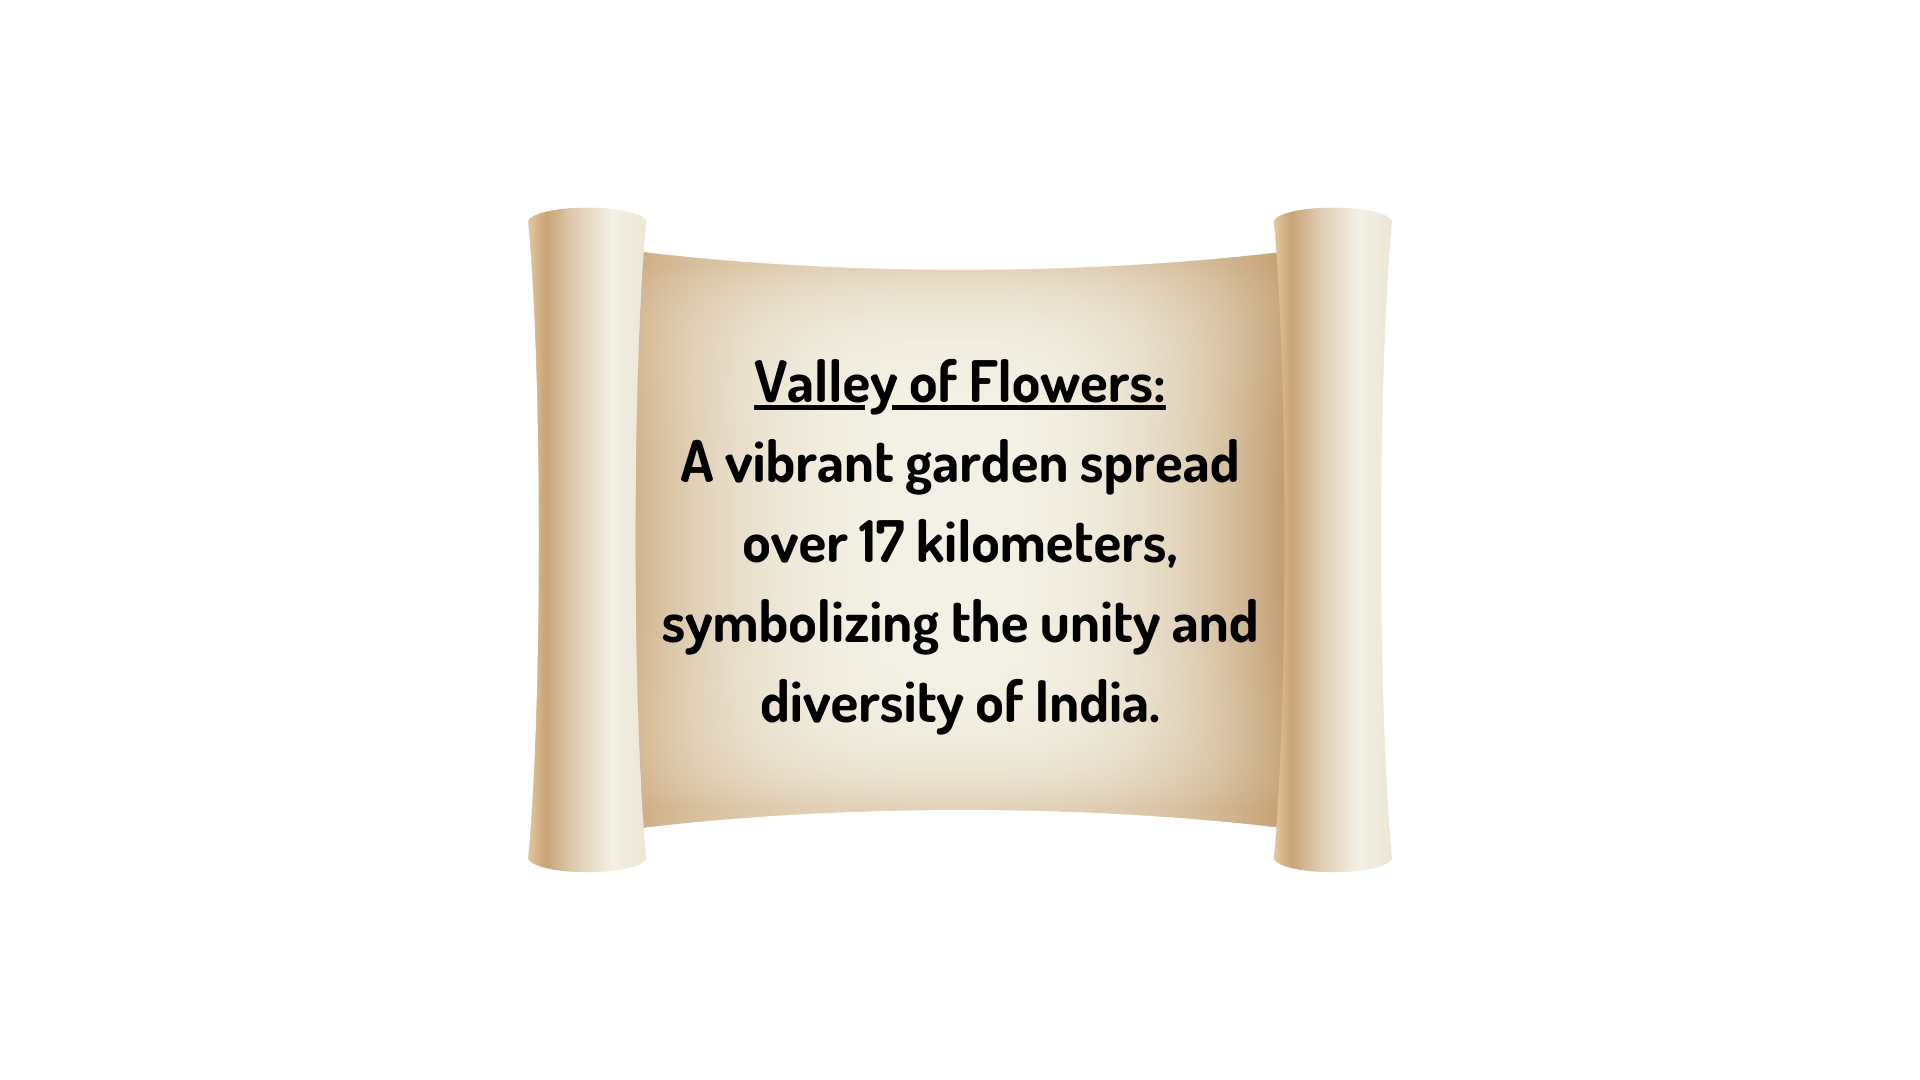 Valley of Flowers:
A vibrant garden spread
over 17 kilometers,
symbolizing the unity and
diversity of India.